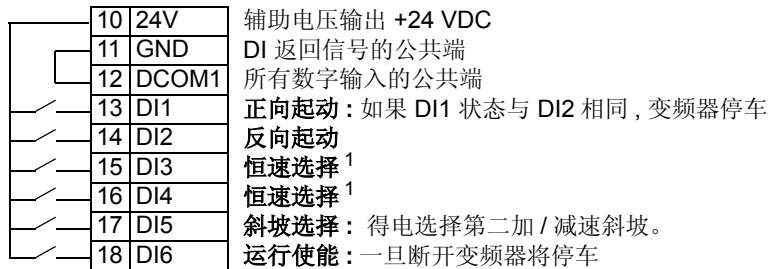 10 24V 辅助电压输出 +24 VDC
11 GND DI 返回信号的公共端
12 DCOM1 所有数字输入的公共端
13 DI1 正向起动 : 如果 DI1 状态与 DI2 相同 , 变频器停车
14 DI2 反向起动
15 DI3 恒速选择 1
16 DI4 恒速选择 1
17 DI5 斜坡选择 : 得电选择第二加 / 减速斜坡。
18 DI6 运行使能 : 一旦断开变频器将停车